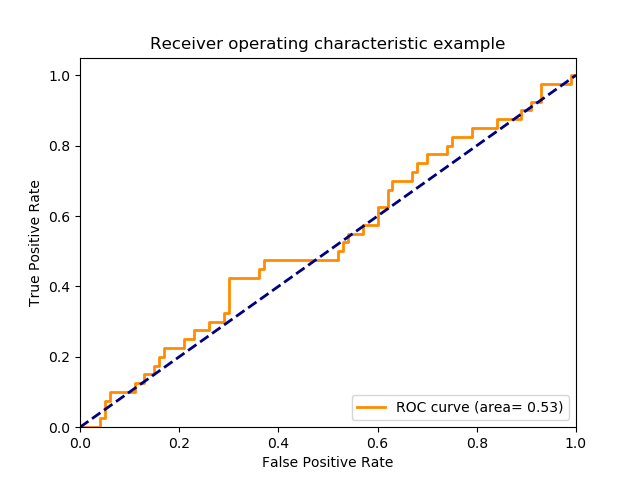 Receiver operating characteristic example
True Positive Rate
1.0
0.8
0.6
0.4
0.2
0.0
0.0 0.2 0.4 0.6 0.8 1.0
False Positive Rate
ROC curve (area= 0.53)